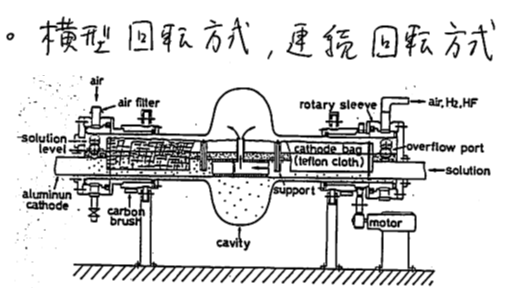 。横型回転方式, 連続回転方式
air
air filter
rotary sleeve
air, H₂, HF
solution
level
cathode bag
(teflon cloth)
overflow port
solution
aluminun
cathode
carbon
brush
support
cavity
motor